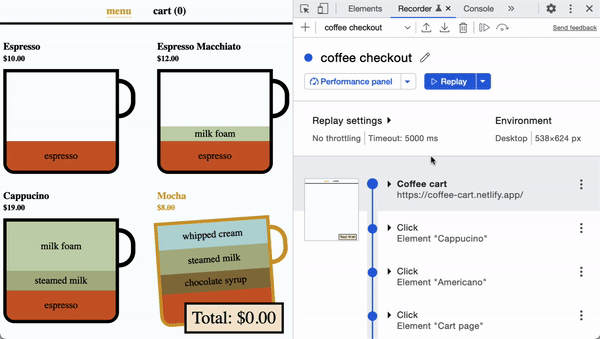 menu cart (0)
Espresso
$10.00
espresso
Espresso Macchiato
$12.00
milk foam
espresso
Cappucino
$19.00
milk foam
steamed milk
espresso
Mocha
$8.00
whipped cream
steamed milk
chocolate syrup
Total: $0.00
Elements Recorder Console »
coffee checkout
Send feedback
coffee checkout
Performance panel
Replay
Replay settings
No throttling Timeout: 5000 ms
Environment
Desktop 538×624 px
Coffee cart
https://coffee-cart.netlify.app/
Click
Element "Cappucino"
Click
Element "Americano"
Click
Element "Cart page"